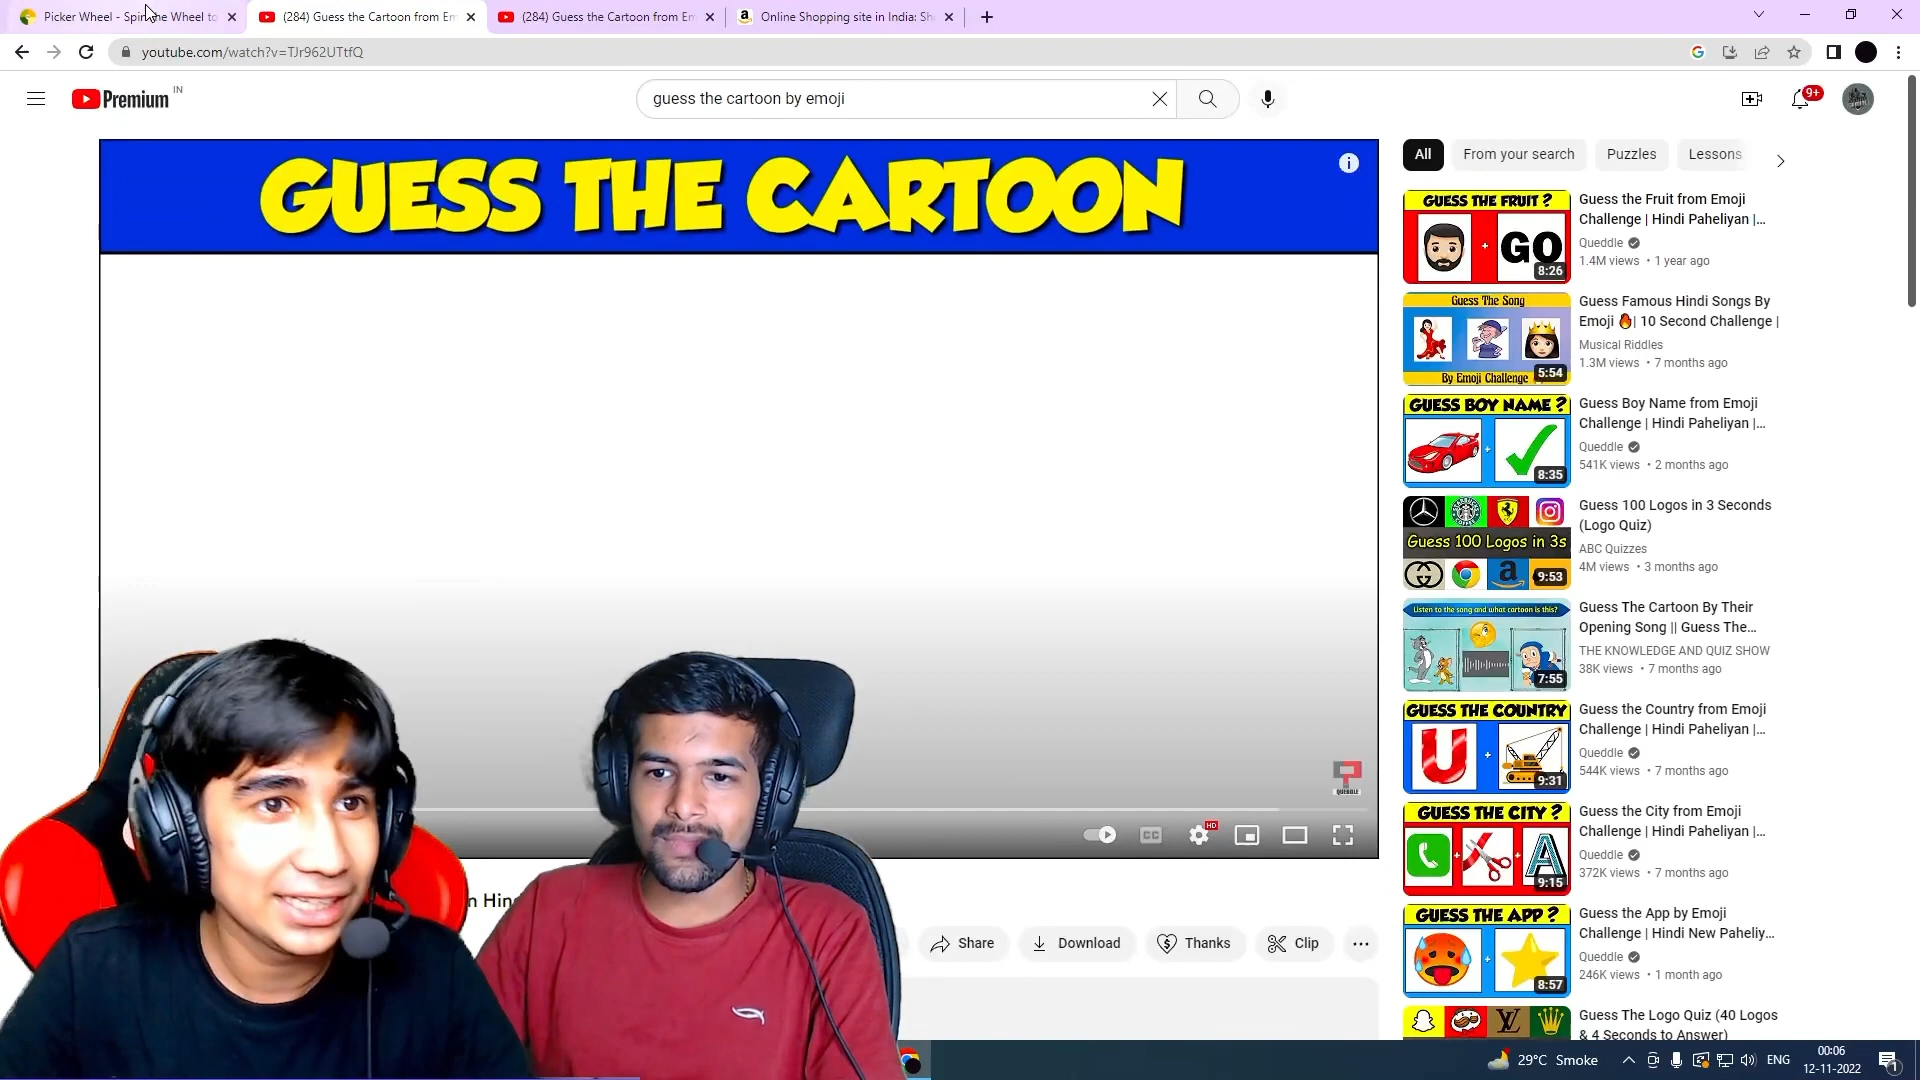 Picker Wheel - Spin the Wheel to
(284) Guess the Cartoon from Em
(284) Guess the Cartoon from Em
Online Shopping site in India: Sh
youtube.com/watch?v=TJr962UTtfQ
Premium IN
guess the cartoon by emoji
9+
GUESS THE CARTOON
QUEDDLE
CC
HD
n Hin
Share
Download
Thanks
Clip
All
From your search
Puzzles
Lessons
GUESS THE FRUIT ?
GO
8:26
Guess the Fruit from Emoji
Challenge | Hindi Paheliyan |...
Queddle
1.4M views • 1 year ago
Guess The Song
By Emoji Challenge
5:54
Guess Famous Hindi Songs By
Emoji 🔥| 10 Second Challenge |
Musical Riddles
1.3M views • 7 months ago
GUESS BOY NAME ?
8:35
Guess Boy Name from Emoji
Challenge | Hindi Paheliyan |...
Queddle
541K views • 2 months ago
Guess 100 Logos in 3s
9:53
Guess 100 Logos in 3 Seconds
(Logo Quiz)
ABC Quizzes
4M views • 3 months ago
Listen to the song and what cartoon is this?
7:55
Guess The Cartoon By Their
Opening Song || Guess The...
THE KNOWLEDGE AND QUIZ SHOW
38K views • 7 months ago
GUESS THE COUNTRY
U
9:31
Guess the Country from Emoji
Challenge | Hindi Paheliyan |...
Queddle
544K views • 7 months ago
GUESS THE CITY ?
A
9:15
Guess the City from Emoji
Challenge | Hindi Paheliyan |...
Queddle
372K views • 7 months ago
GUESS THE APP ?
8:57
Guess the App by Emoji
Challenge | Hindi New Paheliy...
Queddle
246K views • 1 month ago
Guess The Logo Quiz (40 Logos
& 4 Seconds to Answer)
29°C Smoke
ENG
00:06
12-11-2022
1